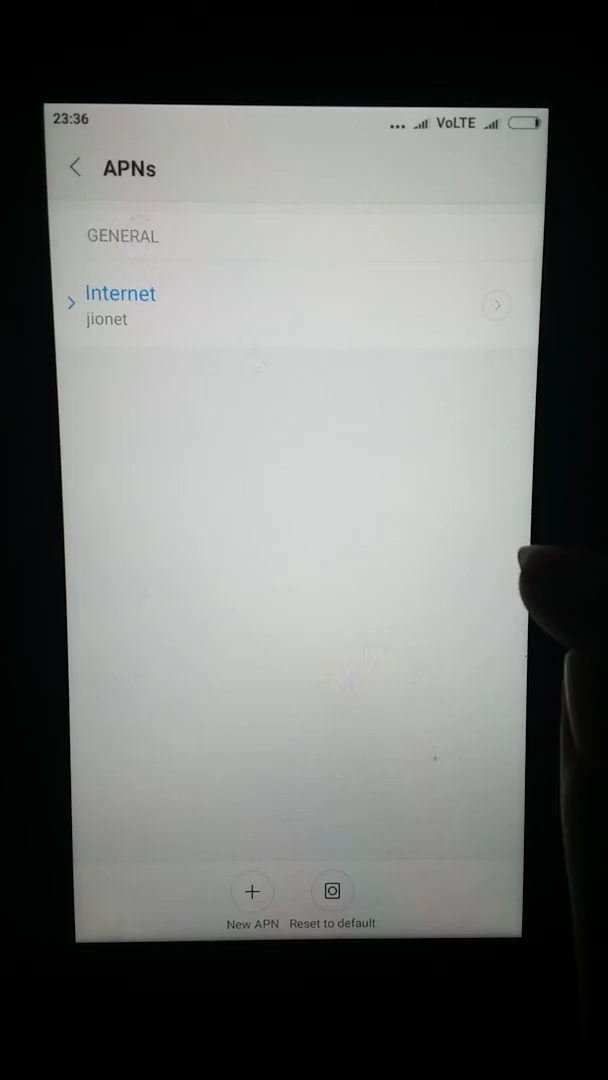 23:36
... VoLTE
APNs
GENERAL
Internet
jionet
New APN Reset to default